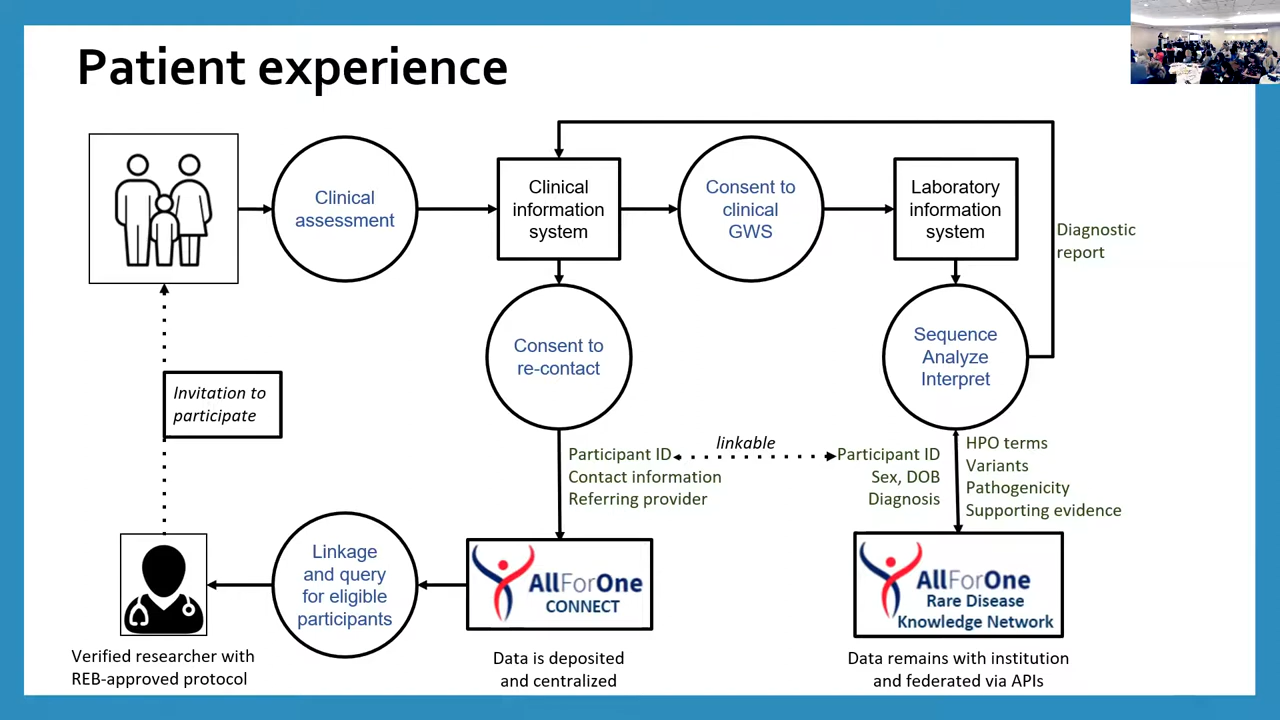 Patient experience
Clinical
assessment
Clinical
information
system
Consent to
clinical
GWS
Laboratory
information
system
Diagnostic
report
Consent to
re-contact
Sequence
Analyze
Interpret
Invitation to
participate
linkable
Participant ID
Contact information
Referring provider
Participant ID
Sex, DOB
Diagnosis
HPO terms
Variants
Pathogenicity
Supporting evidence
Linkage
and query
for eligible
participants
AllForOne
CONNECT
AllForOne
Rare Disease
Knowledge Network
Verified researcher with
REB-approved protocol
Data is deposited
and centralized
Data remains with institution
and federated via APIs